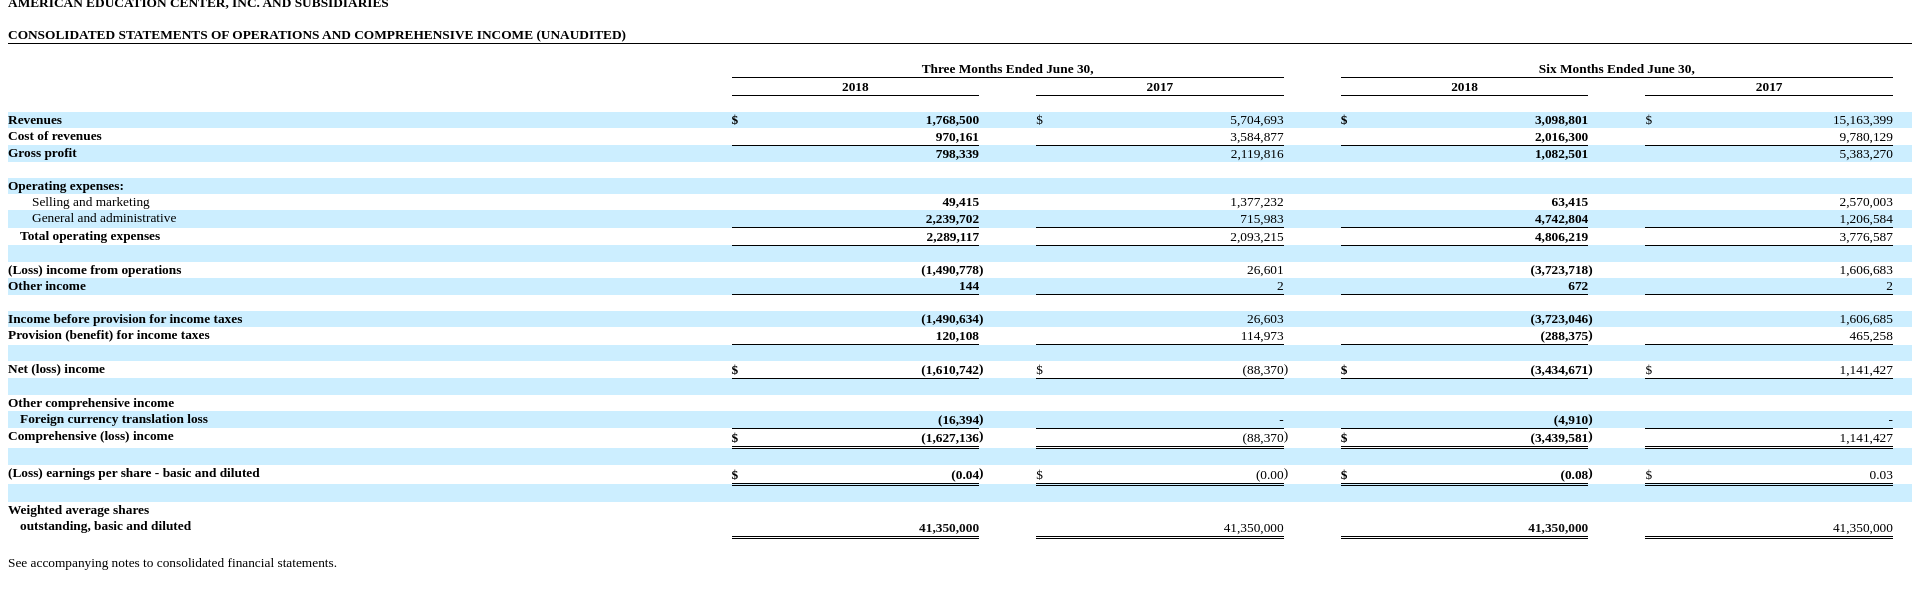 AMERICAN EDUCATION CENTER, INC. AND SUBSIDIARIES
CONSOLIDATED STATEMENTS OF OPERATIONS AND COMPREHENSIVE INCOME (UNAUDITED)
Three Months Ended June 30, Six Months Ended June 30,
2018 2017 2018 2017
Revenues $ 1,768,500 $ 5,704,693 $ 3,098,801 $ 15,163,399
Cost of revenues 970,161 3,584,877 2,016,300 9,780,129
Gross profit 798,339 2,119,816 1,082,501 5,383,270
Operating expenses:
Selling and marketing 49,415 1,377,232 63,415 2,570,003
General and administrative 2,239,702 715,983 4,742,804 1,206,584
Total operating expenses 2,289,117 2,093,215 4,806,219 3,776,587
(Loss) income from operations (1,490,778) 26,601 (3,723,718) 1,606,683
Other income 144 2 672 2
Income before provision for income taxes (1,490,634) 26,603 (3,723,046) 1,606,685
Provision (benefit) for income taxes 120,108 114,973 (288,375) 465,258
Net (loss) income $ (1,610,742) $ (88,370) $ (3,434,671) $ 1,141,427
Other comprehensive income
Foreign currency translation loss (16,394) - (4,910) -
Comprehensive (loss) income $ (1,627,136) (88,370) $ (3,439,581) 1,141,427
(Loss) earnings per share - basic and diluted $ (0.04) $ (0.00) $ (0.08) $ 0.03
Weighted average shares
outstanding, basic and diluted 41,350,000 41,350,000 41,350,000 41,350,000
See accompanying notes to consolidated financial statements.